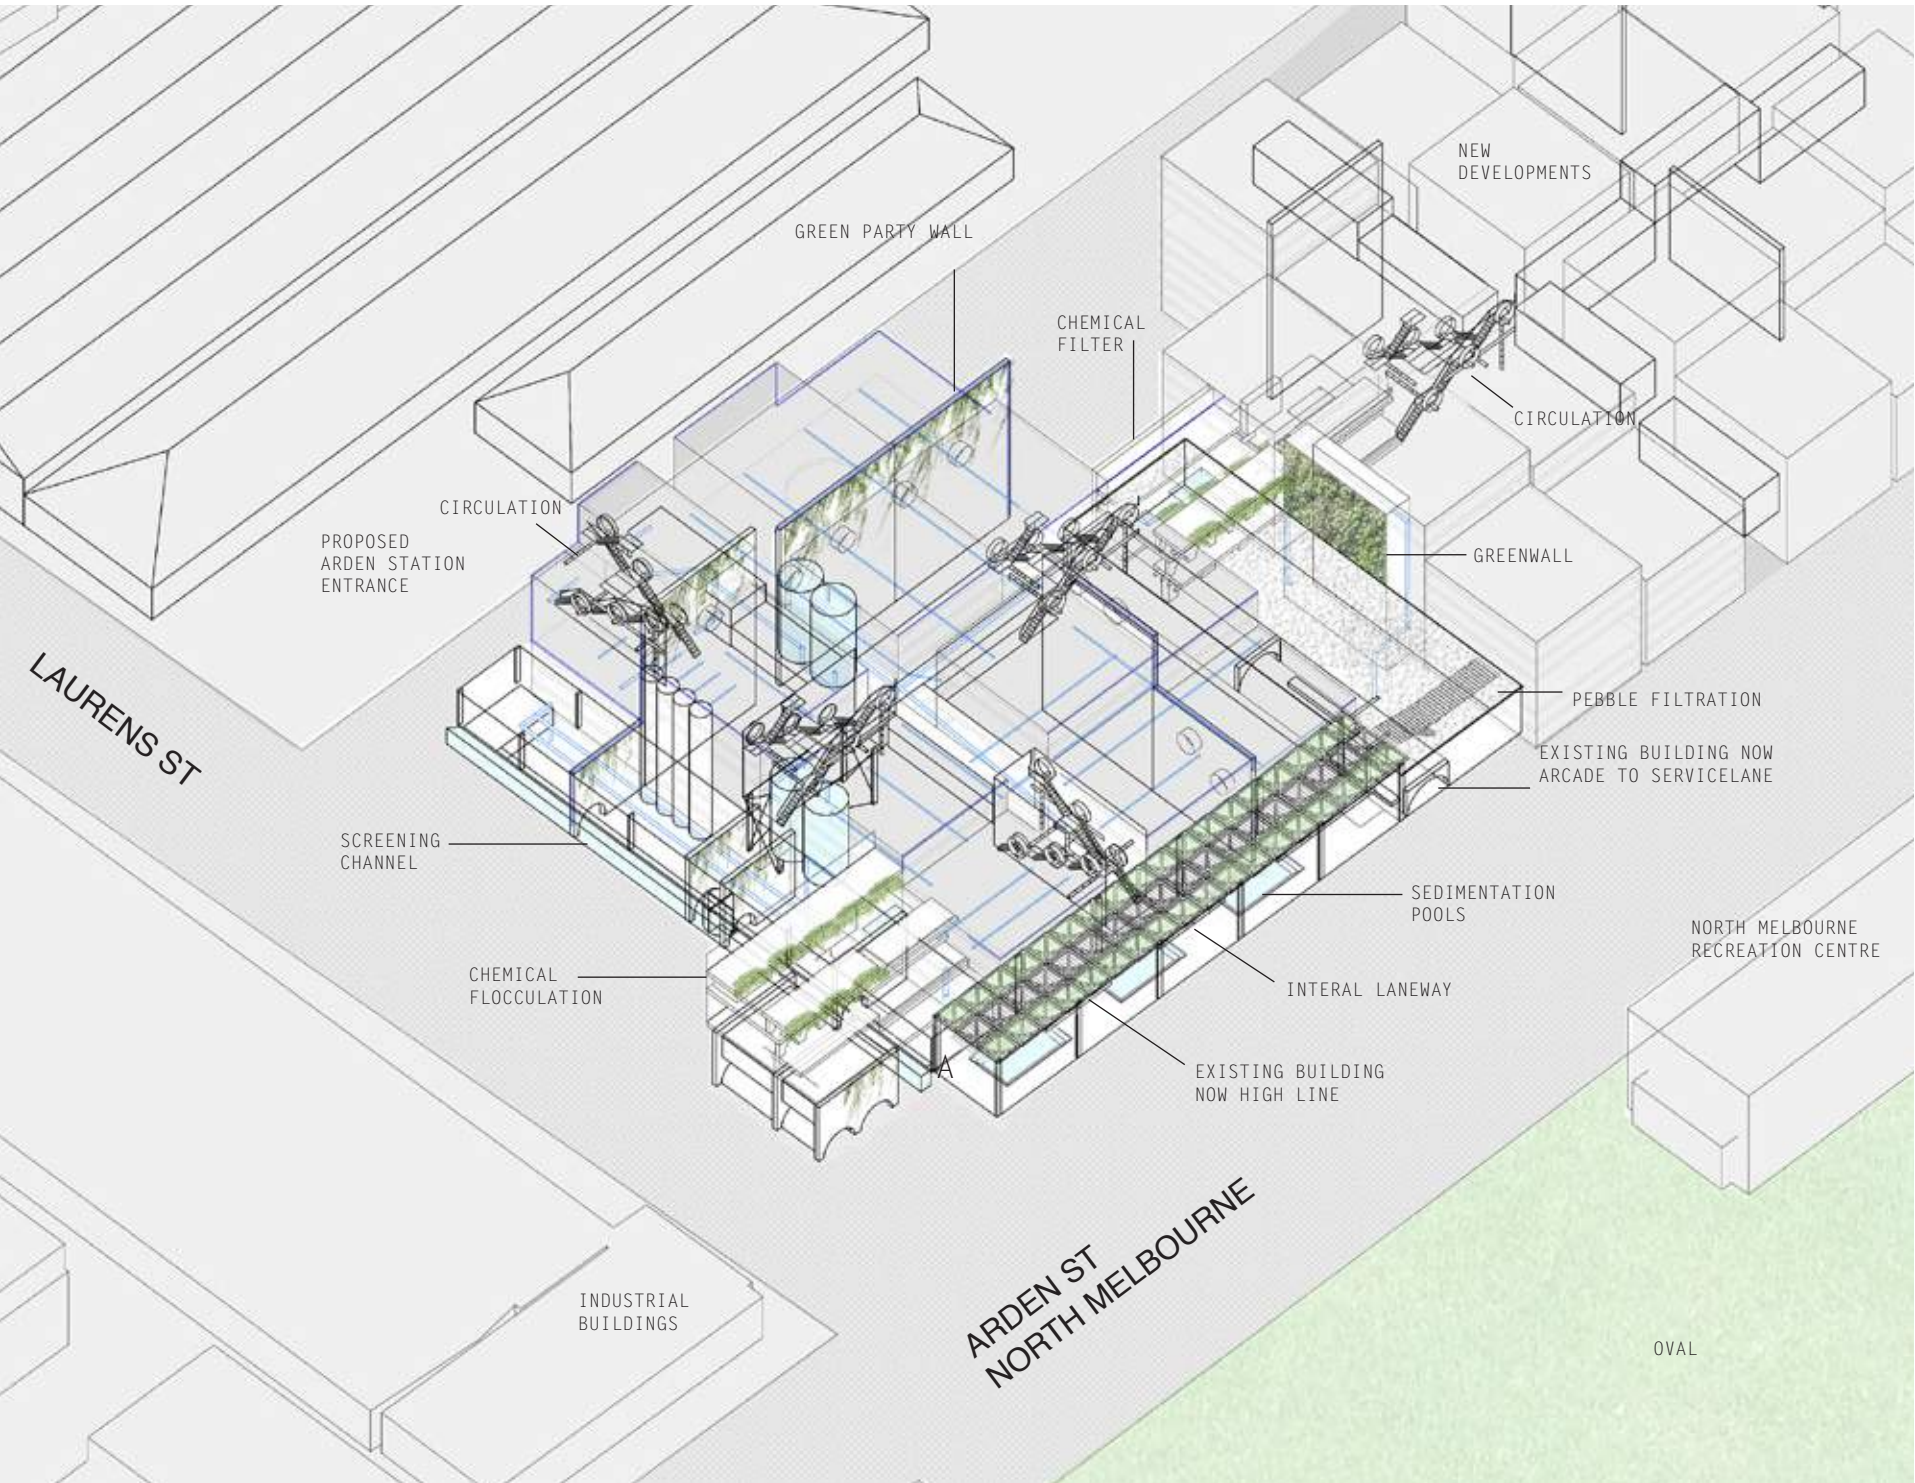 NEW
DEVELOPMENTS
GREEN PARTY WALL
CHEMICAL
FILTER
CIRCULATION
CIRCULATION
PROPOSED
ARDEN STATION
ENTRANCE
GREENWALL
LAURENS ST
PEBBLE FILTRATION
EXISTING BUILDING NOW
ARCADE TO SERVICELANE
SCREENING
CHANNEL
SEDIMENTATION
POOLS
NORTH MELBOURNE
RECREATION CENTRE
CHEMICAL
FLOCCULATION
INTERAL LANEWAY
A
EXISTING BUILDING
NOW HIGH LINE
ARDEN ST
NORTH MELBOURNE
INDUSTRIAL
BUILDINGS
OVAL